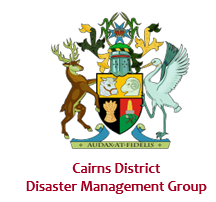 AUDAX·AT·FIDELIS
Cairns District
Disaster Management Group